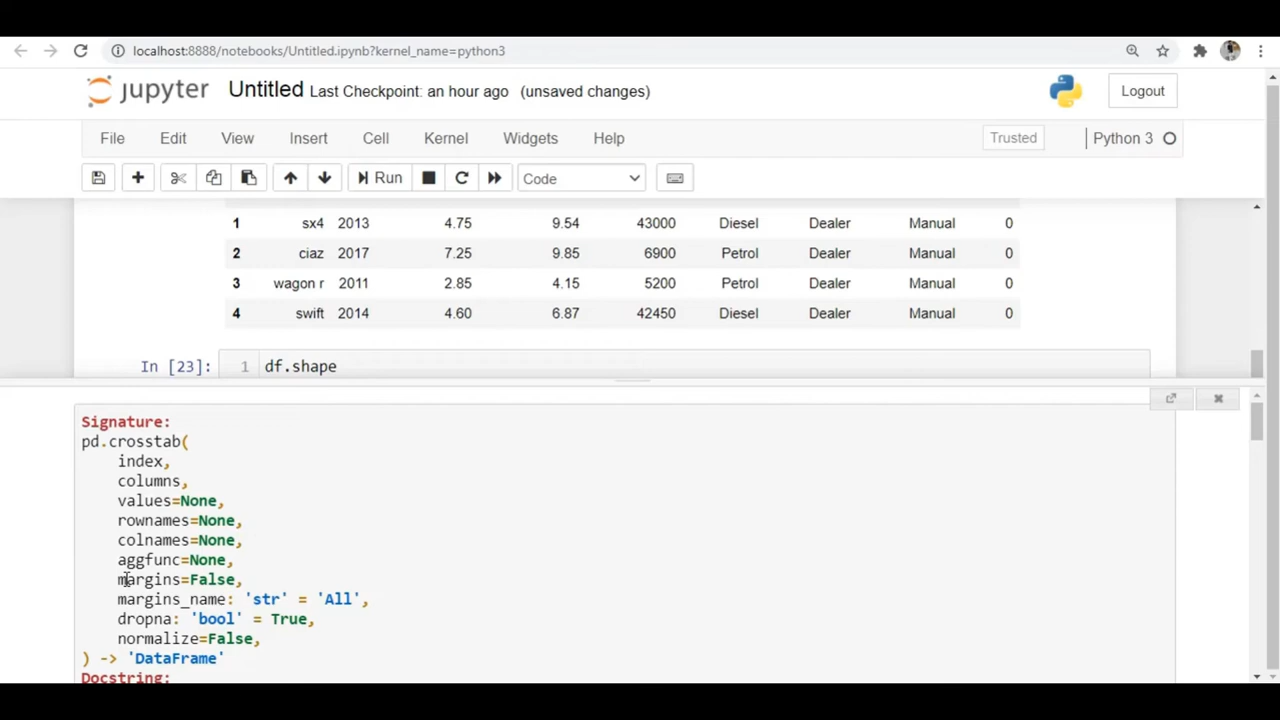 localhost:8888/notebooks/Untitled.ipynb?kernel_name=python3
jupyter Untitled Last Checkpoint: an hour ago (unsaved changes) Logout
File Edit View Insert Cell Kernel Widgets Help Trusted Python 3
Run Code
1 sx4 2013 4.75 9.54 43000 Diesel Dealer Manual 0
2 ciaz 2017 7.25 9.85 6900 Petrol Dealer Manual 0
3 wagon r 2011 2.85 4.15 5200 Petrol Dealer Manual 0
4 swift 2014 4.60 6.87 42450 Diesel Dealer Manual 0
In [23]: 1 df.shape
Signature:
pd.crosstab(
index,
columns,
values=None,
rownames=None,
colnames=None,
aggfunc=None,
margins=False,
margins_name: 'str' = 'All',
dropna: 'bool' = True,
normalize=False,
) -> 'DataFrame'
Docstring: